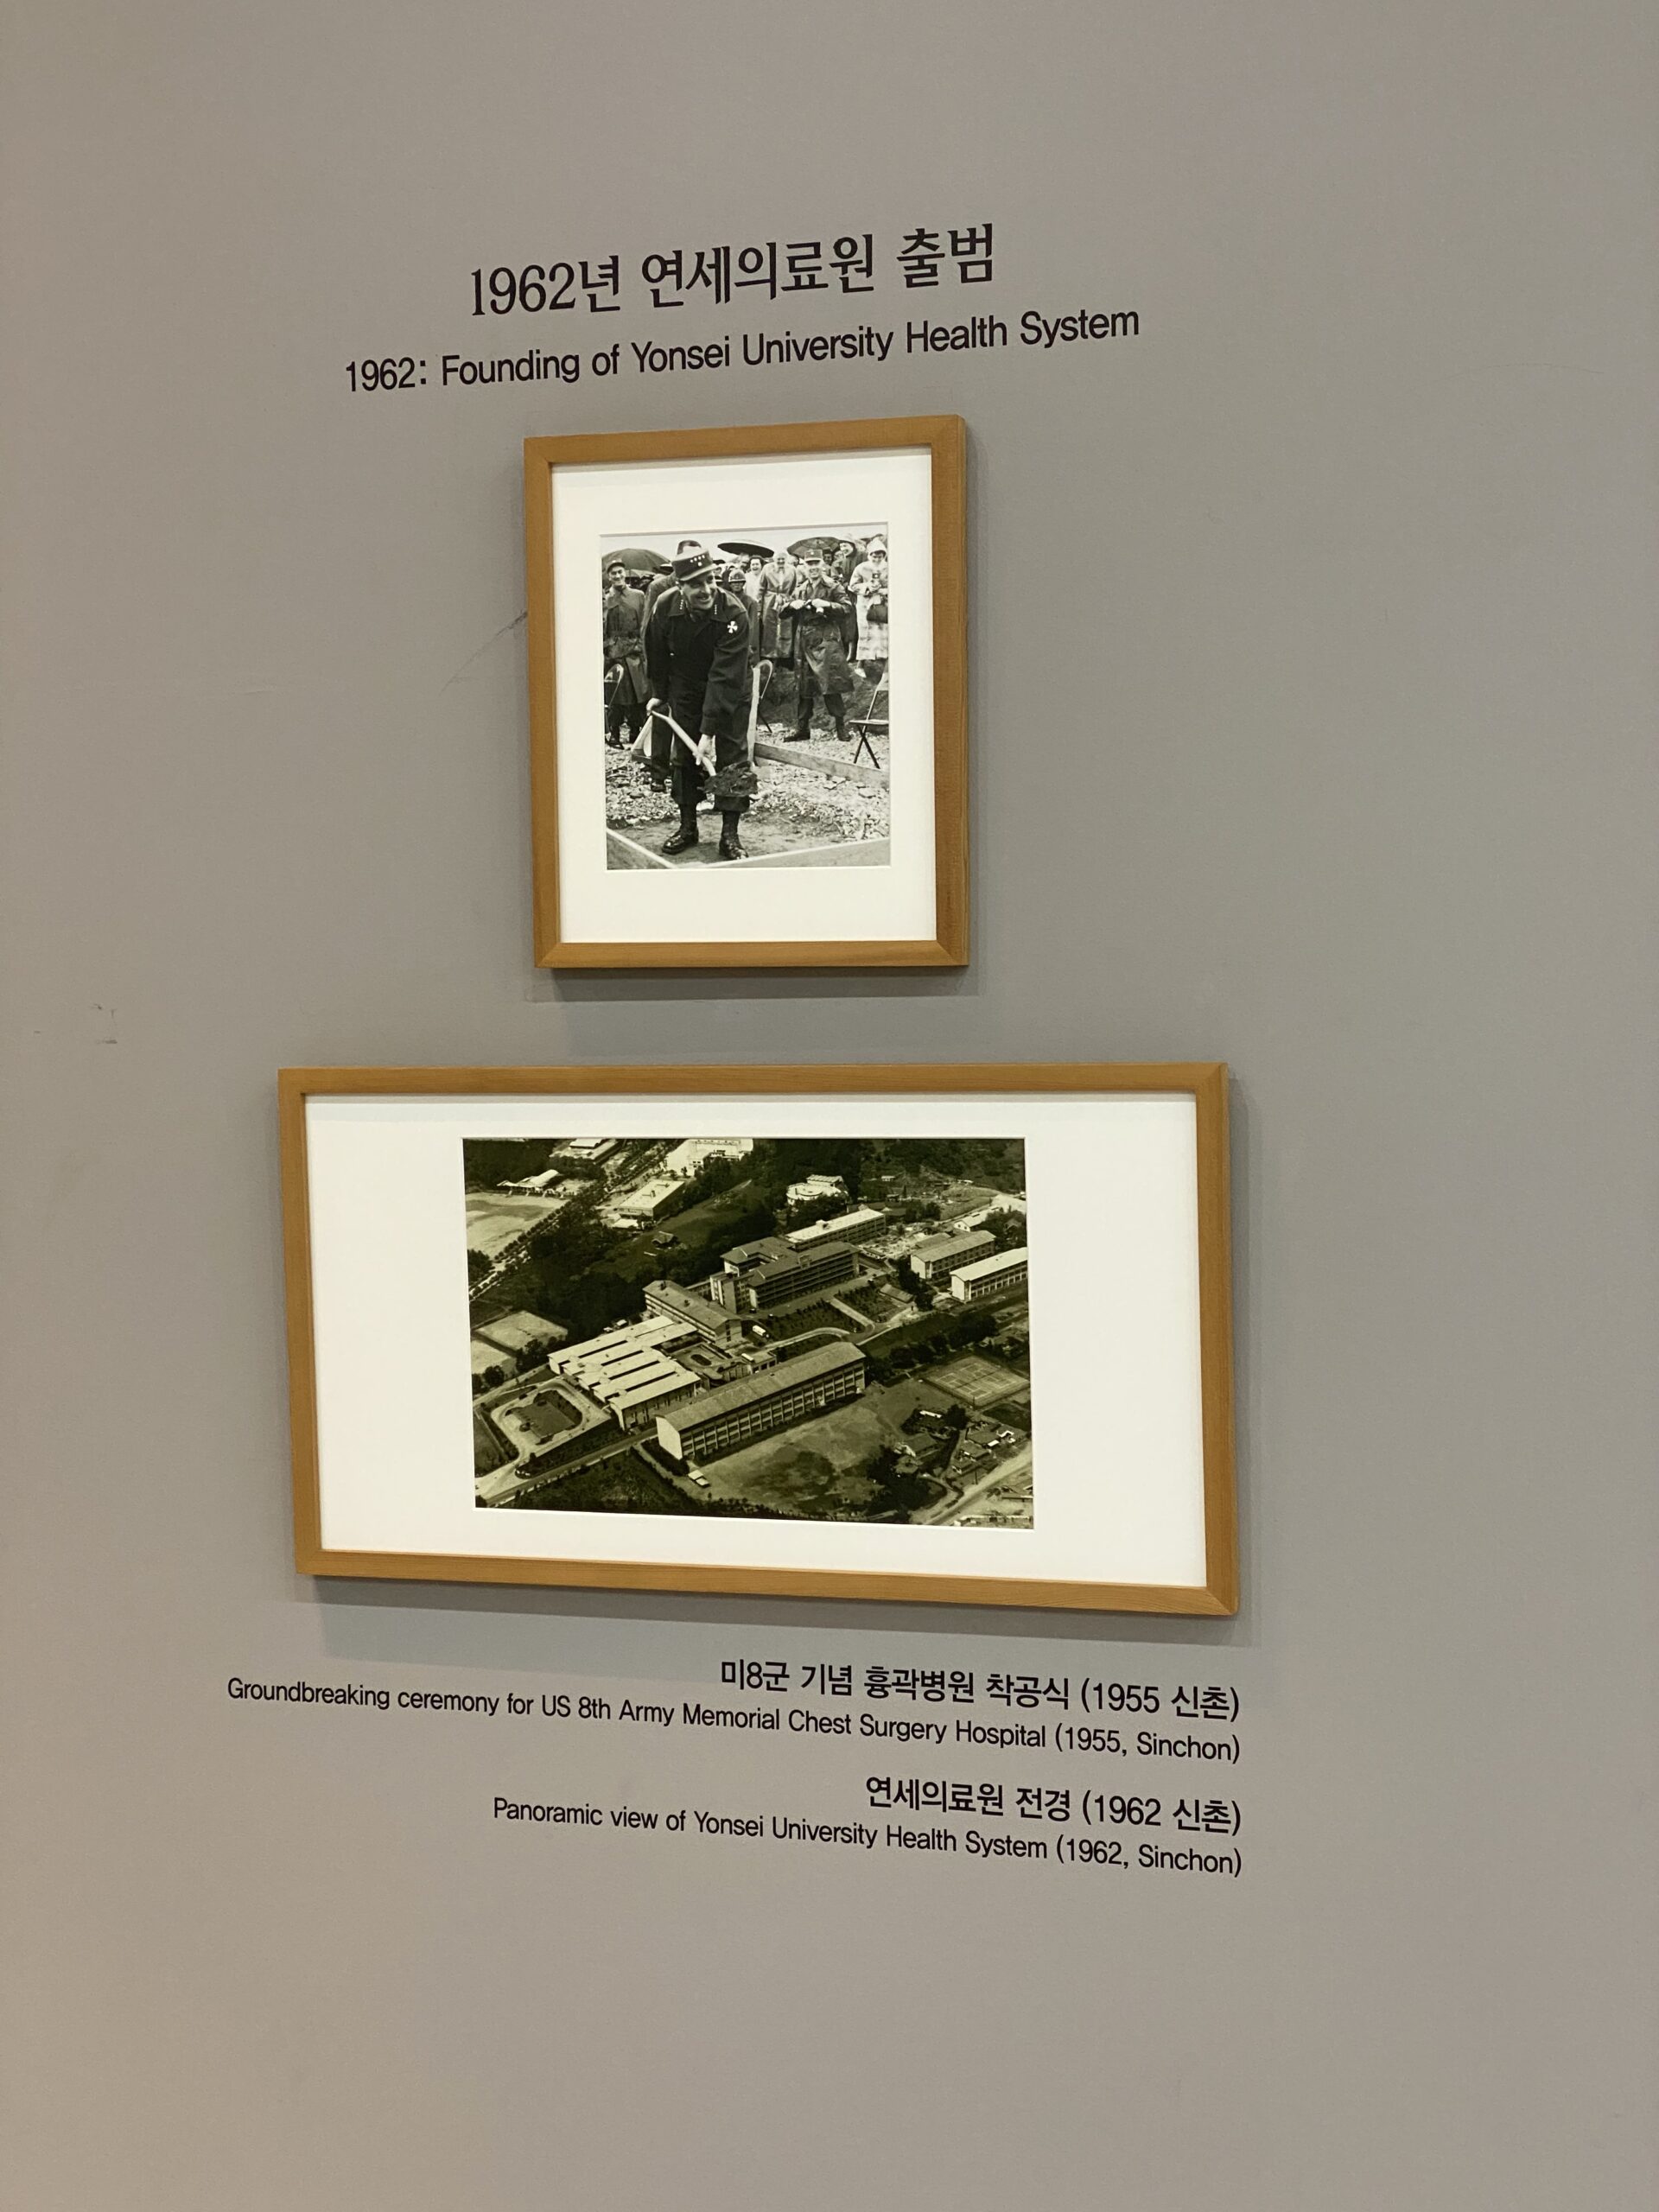 1962년 연세의료원 출범
1962: Founding of Yonsei University Health System
미8군 기념 흉곽병원 착공식 (1955 신촌)
Groundbreaking ceremony for US 8th Army Memorial Chest Surgery Hospital (1955, Sinchon)
연세의료원 전경 (1962 신촌)
Panoramic view of Yonsei University Health System (1962, Sinchon)